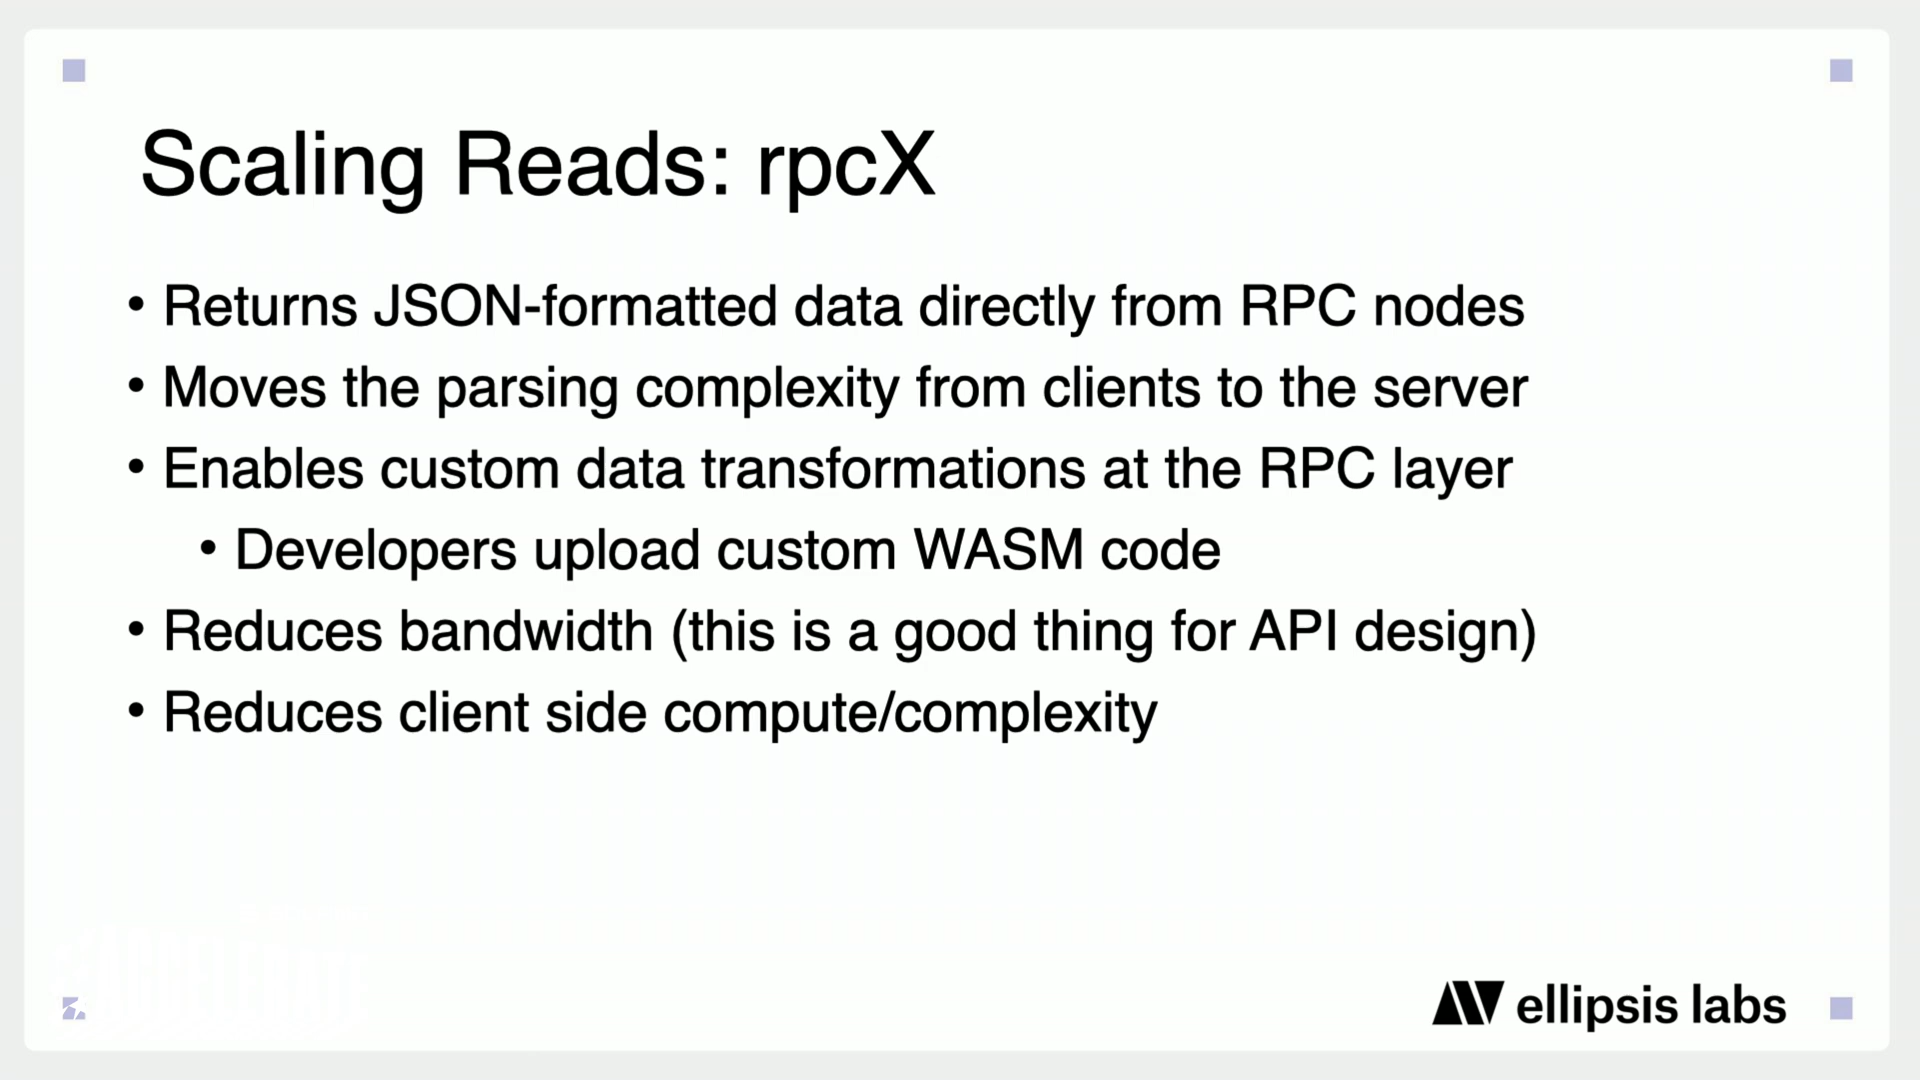 Scaling Reads: rpcX
• Returns JSON-formatted data directly from RPC nodes
• Moves the parsing complexity from clients to the server
• Enables custom data transformations at the RPC layer
• Developers upload custom WASM code
• Reduces bandwidth (this is a good thing for API design)
• Reduces client side compute/complexity
ACCELERATE
ellipsis labs